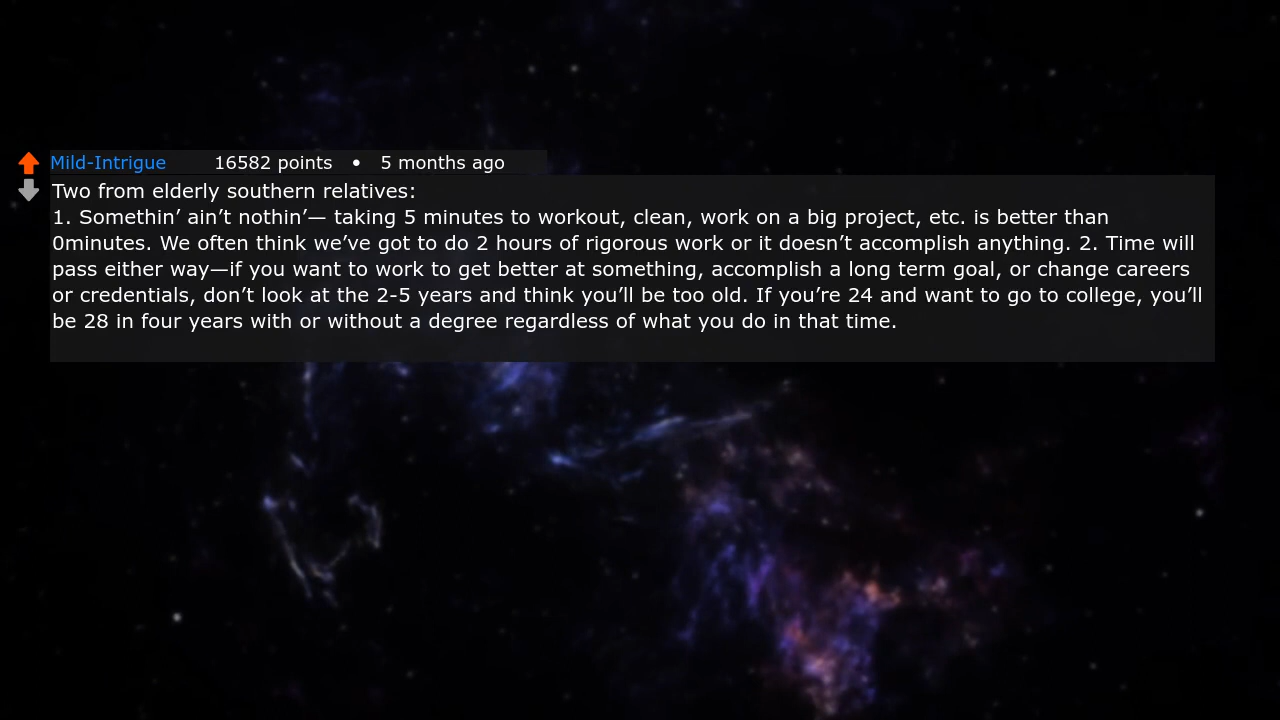 Mild-Intrigue 16582 points • 5 months ago
Two from elderly southern relatives:
1. Somethin’ ain’t nothin’— taking 5 minutes to workout, clean, work on a big project, etc. is better than
0minutes. We often think we’ve got to do 2 hours of rigorous work or it doesn’t accomplish anything. 2. Time will
pass either way—if you want to work to get better at something, accomplish a long term goal, or change careers
or credentials, don’t look at the 2-5 years and think you’ll be too old. If you’re 24 and want to go to college, you’ll
be 28 in four years with or without a degree regardless of what you do in that time.